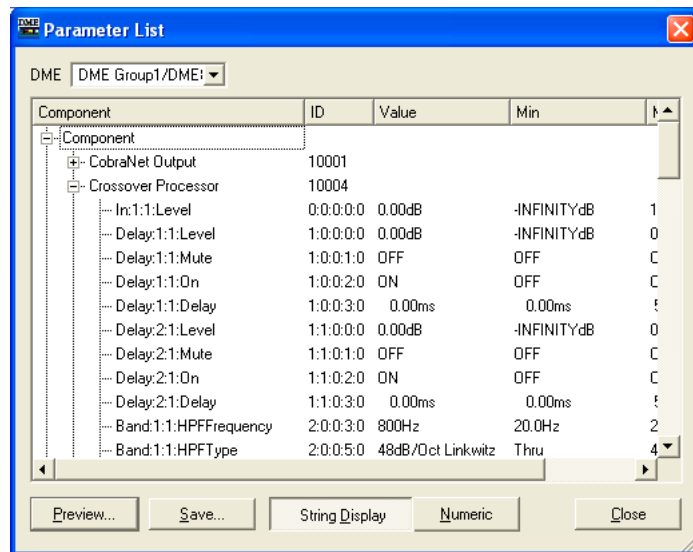 DME Parameter List
DME DME Group1/DME
Component ID Value Min
Component
CobraNet Output 10001
Crossover Processor 10004
In:1:1:Level 0:0:0:0:0 0.00dB -INFINITYdB 1
Delay:1:1:Level 1:0:0:0:0 0.00dB -INFINITYdB 0
Delay:1:1:Mute 1:0:0:1:0 OFF OFF
Delay:1:1:On 1:0:0:2:0 ON OFF
Delay:1:1:Delay 1:0:0:3:0 0.00ms 0.00ms
Delay:2:1:Level 1:1:0:0:0 0.00dB -INFINITYdB 0
Delay:2:1:Mute 1:1:0:1:0 OFF OFF
Delay:2:1:On 1:1:0:2:0 ON OFF
Delay:2:1:Delay 1:1:0:3:0 0.00ms 0.00ms
Band:1:1:HPFFrequency 2:0:0:3:0 800Hz 20.0Hz 2
Band:1:1:HPFType 2:0:0:5:0 48dB/Oct Linkwitz Thru 4
Preview... Save... String Display Numeric Close